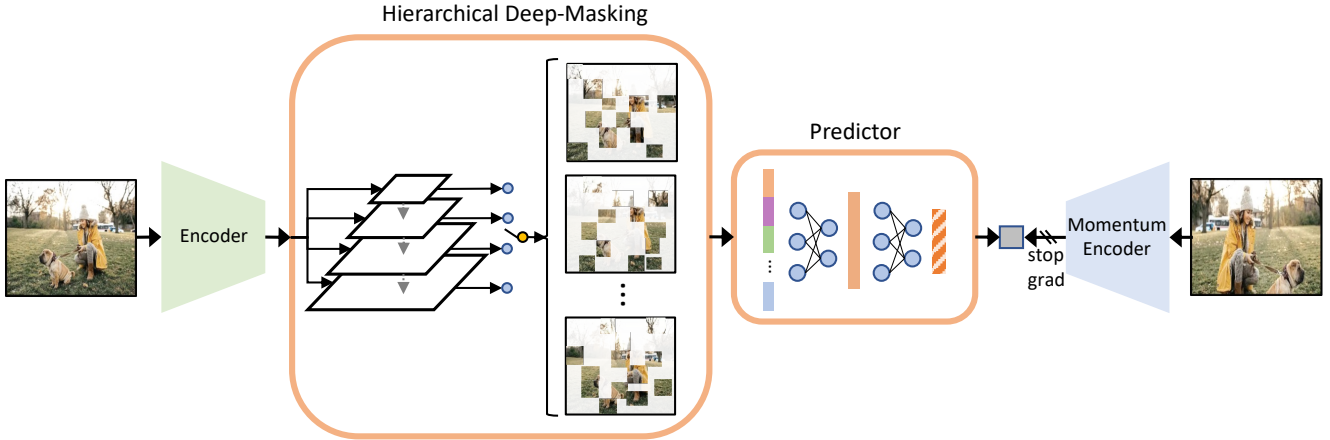 Hierarchical Deep-Masking
Predictor
Encoder
Momentum
Encoder
stop
grad